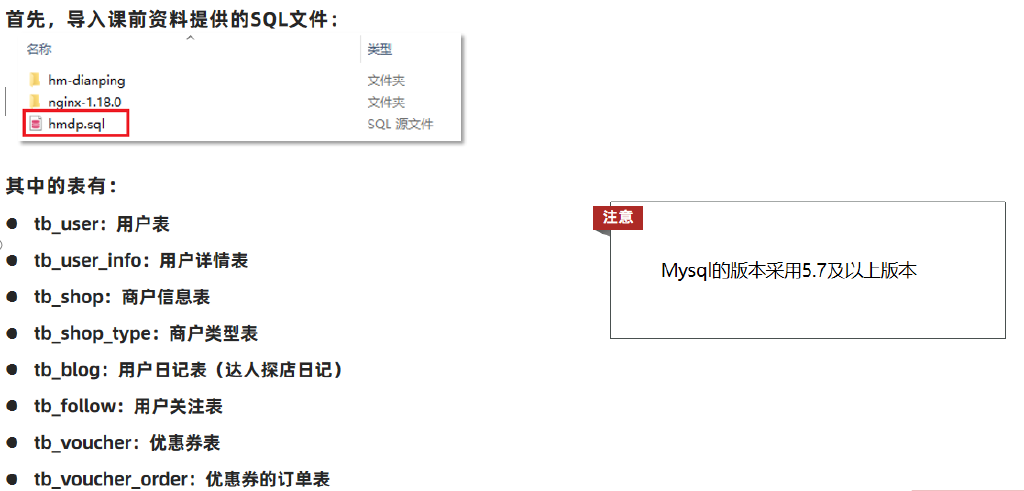 首先，导入课前资料提供的SQL文件：
名称 类型
hm-dianping 文件夹
nginx-1.18.0 文件夹
hmdp.sql SQL 源文件
其中的表有：
● tb_user：用户表
● tb_user_info：用户详情表
● tb_shop：商户信息表
● tb_shop_type：商户类型表
● tb_blog：用户日记表（达人探店日记）
● tb_follow：用户关注表
● tb_voucher：优惠券表
● tb_voucher_order：优惠券的订单表
注意
Mysql的版本采用5.7及以上版本